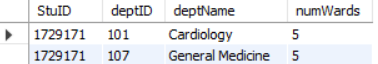 StuID deptID deptName numWards
1729171 101 Cardiology 5
1729171 107 General Medicine 5